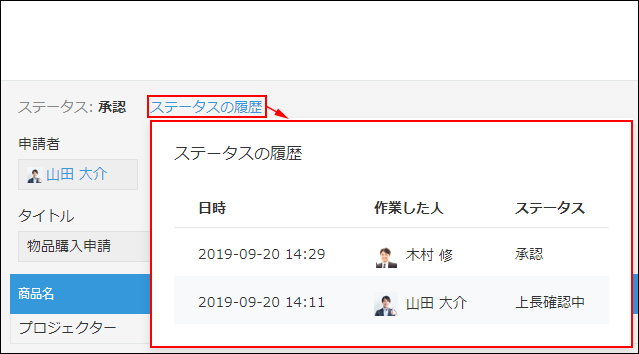 ステータス: 承認 ステータスの履歴
申請者
山田 大介
タイトル
物品購入申請
商品名
プロジェクター
ステータスの履歴
日時 作業した人 ステータス
2019-09-20 14:29 木村 修 承認
2019-09-20 14:11 山田 大介 上長確認中